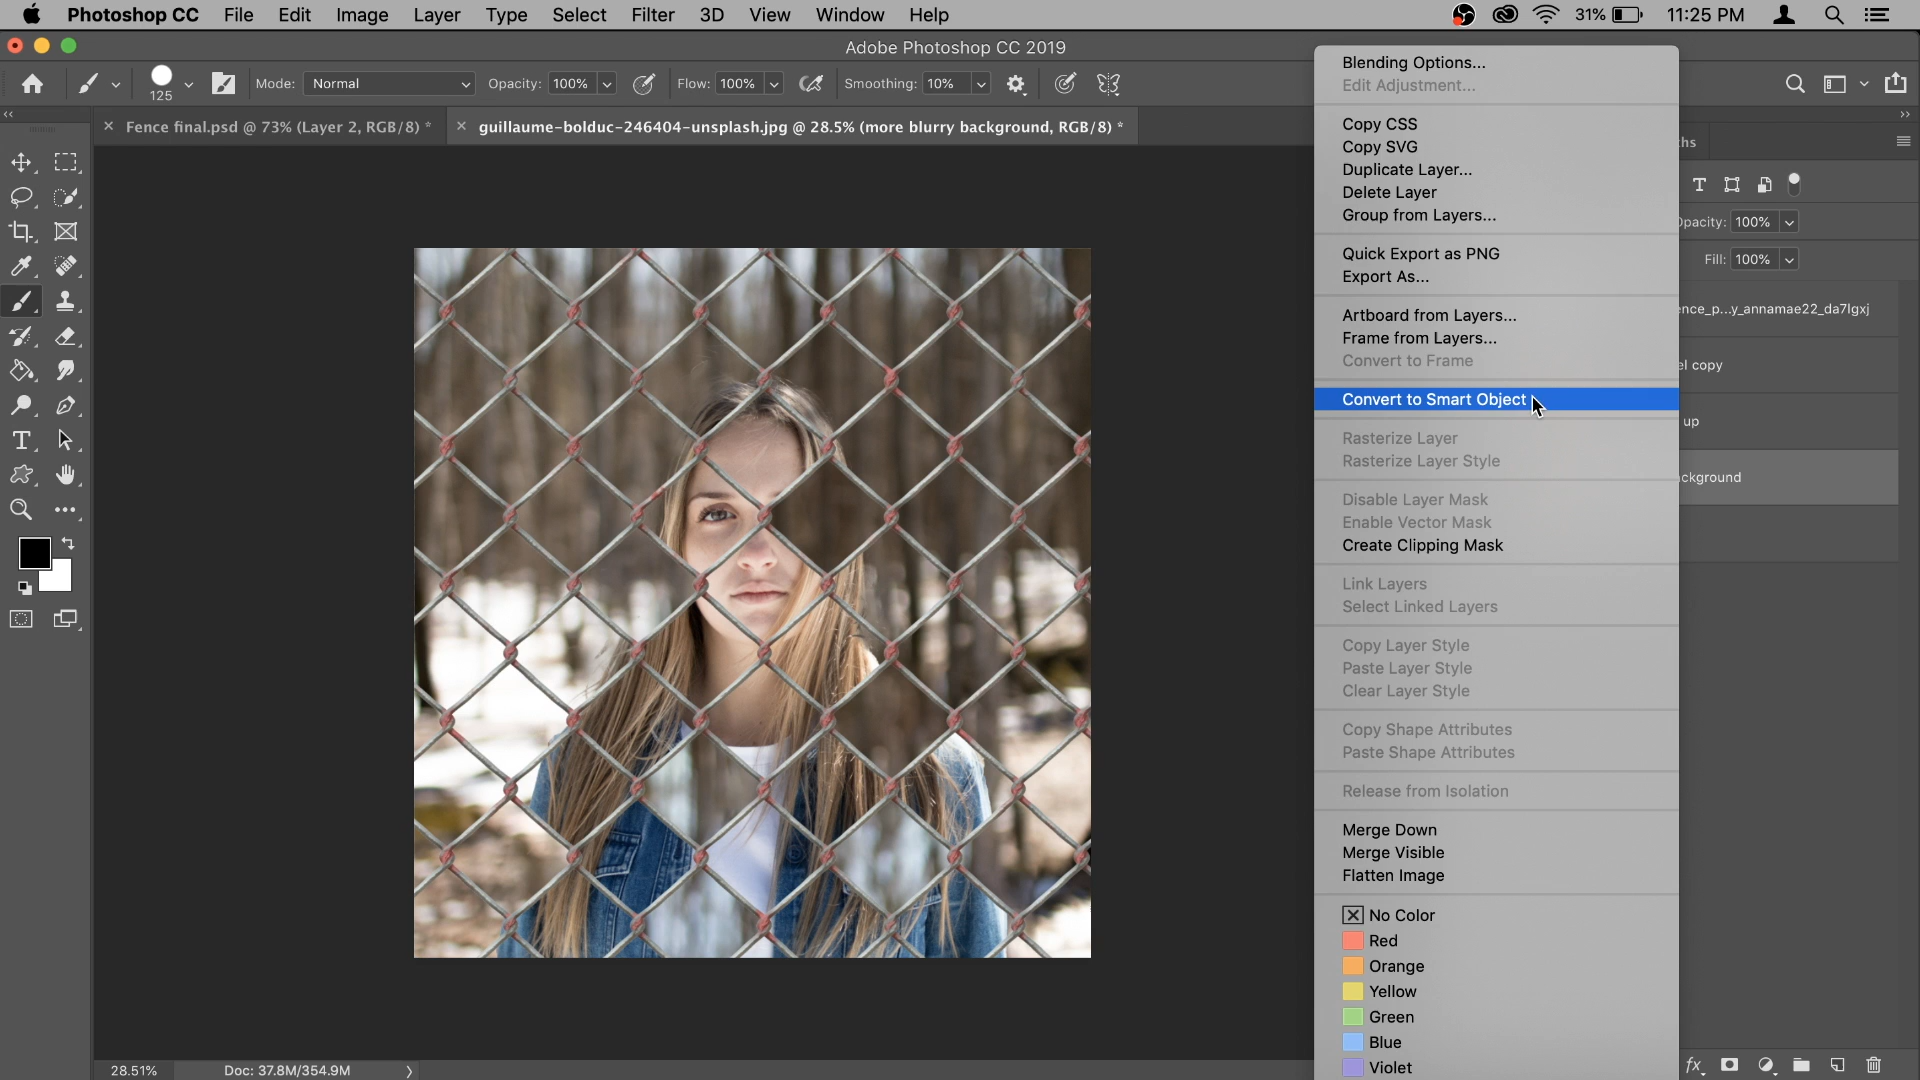 Photoshop CC File Edit Image Layer Type Select Filter 3D View Window Help 31% 11:25 PM
Adobe Photoshop CC 2019
125 Mode: Normal Opacity: 100% Flow: 100% Smoothing: 10%
Fence final.psd @ 73% (Layer 2, RGB/8) *
guillaume-bolduc-246404-unsplash.jpg @ 28.5% (more blurry background, RGB/8) *
Blending Options...
Edit Adjustment...
Copy CSS
Copy SVG
Duplicate Layer...
Delete Layer
Group from Layers...
Quick Export as PNG
Export As...
Artboard from Layers...
Frame from Layers...
Convert to Frame
Convert to Smart Object
Rasterize Layer
Rasterize Layer Style
Disable Layer Mask
Enable Vector Mask
Create Clipping Mask
Link Layers
Select Linked Layers
Copy Layer Style
Paste Layer Style
Clear Layer Style
Copy Shape Attributes
Paste Shape Attributes
Release from Isolation
Merge Down
Merge Visible
Flatten Image
No Color
Red
Orange
Yellow
Green
Blue
Violet
ths
Opacity: 100%
Fill: 100%
ence_p...y_annamae22_da7lgxj
el copy
up
ckground
28.51% Doc: 37.8M/354.9M
fx